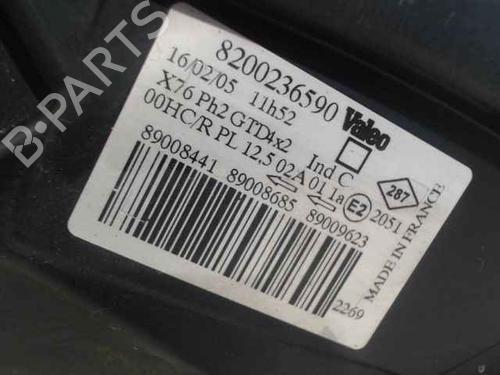 B-PARTS
8200236590 Valeo
16/02/05 11h52
X76 Ph2 GTD4x2 Ind C
00HC/R PL 12,5 02A 01 1a E2 2051
287
89008441 89008685 89009623
MADE IN FRANCE
2269